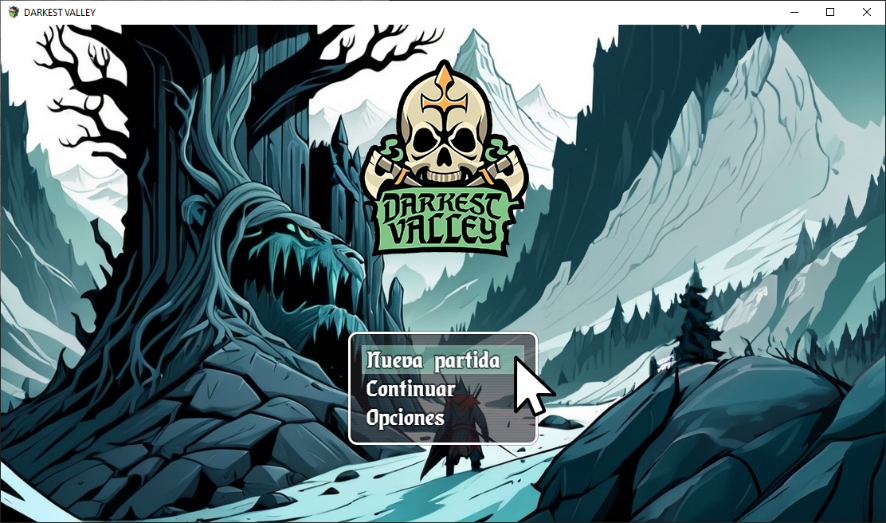 DARKEST VALLEY
DARKEST
VALLEY
Nueva partida
Continuar
Opciones